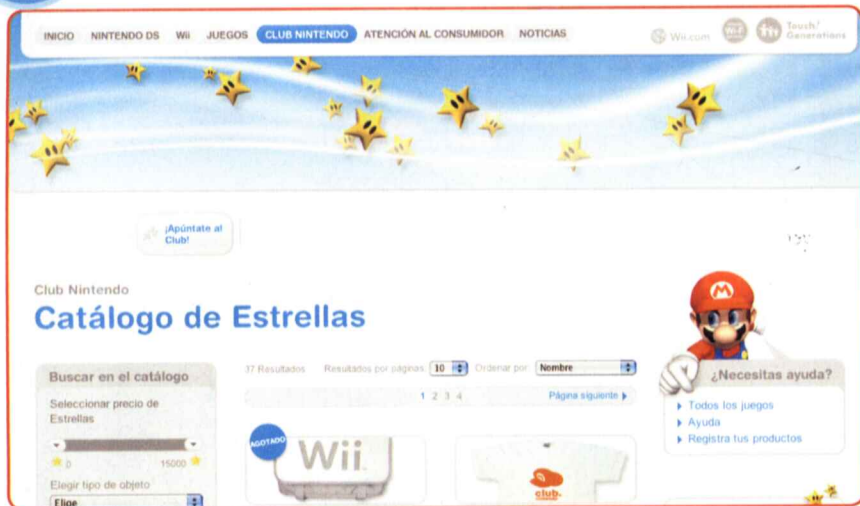 INICIO NINTENDO DS Wii JUEGOS CLUB NINTENDO ATENCIÓN AL CONSUMIDOR NOTICIAS Wii.com Touch! Generations
¡Apúntate al
Club!
Club Nintendo
Catálogo de Estrellas
Buscar en el catálogo
Seleccionar precio de
Estrellas
0 15000
Elegir tipo de objeto
Elige
37 Resultados Resultados por páginas 10 Ordenar por Nombre
1 2 3 4 Página siguiente
AGOTADO
Wii
club.
M
¿Necesitas ayuda?
Todos los juegos
Ayuda
Registra tus productos